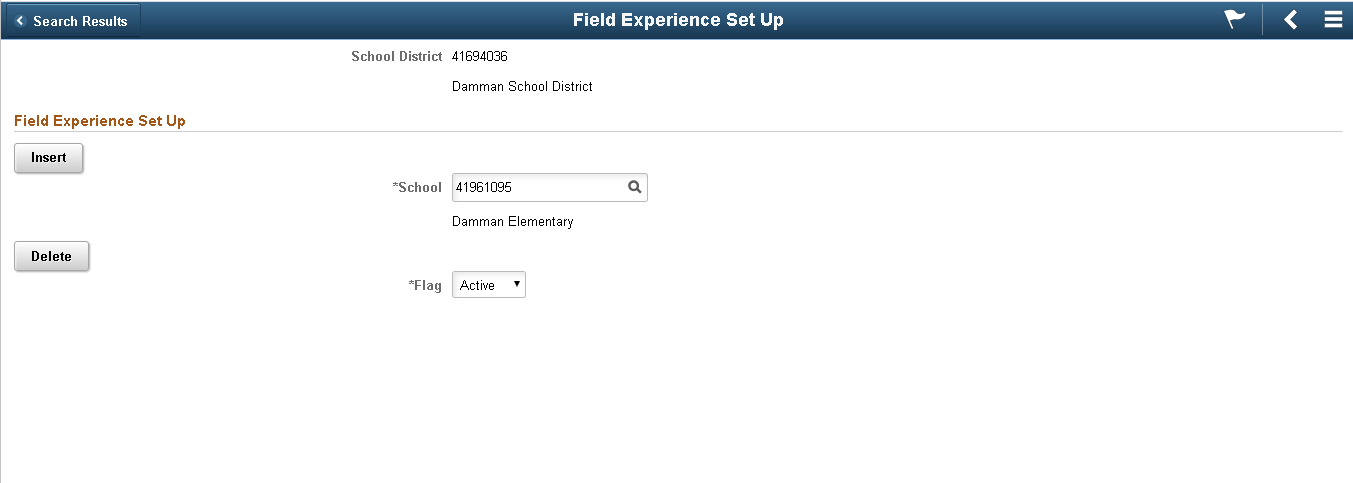 Search Results
Field Experience Set Up
School District 41694036
Damman School District
Field Experience Set Up
Insert
*School 41961095
Damman Elementary
Delete
*Flag Active